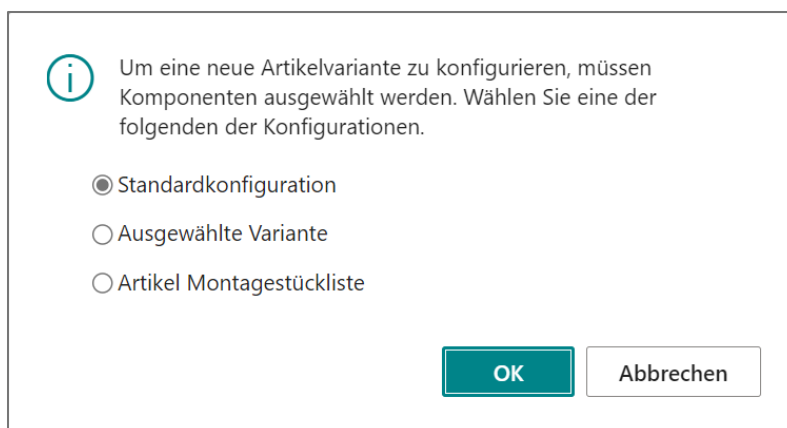 Um eine neue Artikelvariante zu konfigurieren, müssen
Komponenten ausgewählt werden. Wählen Sie eine der
folgenden der Konfigurationen.
Standardkonfiguration
Ausgewählte Variante
Artikel Montagestückliste
OK
Abbrechen